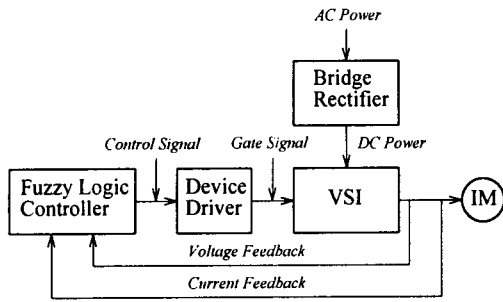 AC Power
Bridge
Rectifier
Control Signal
Gate Signal
DC Power
Fuzzy Logic
Controller
Device
Driver
VSI
IM
Voltage Feedback
Current Feedback